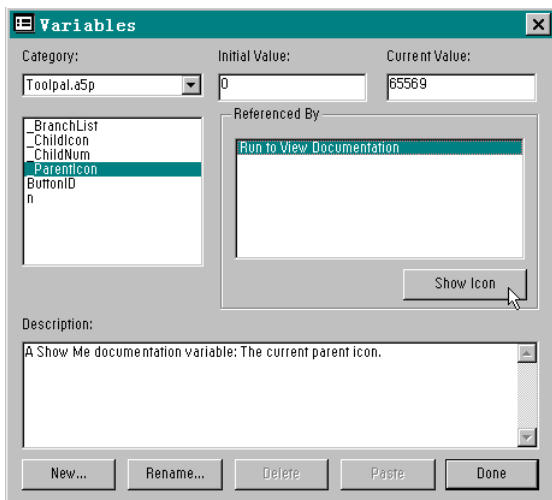 Variables
Category:
Initial Value:
Current Value:
Toolpal.a5p
0
65569
_BranchList
_ChildIcon
_ChildNum
_ParentIcon
ButtonID
n
Referenced By
Run to View Documentation
Show Icon
Description:
A Show Me documentation variable: The current parent icon.
New...
Rename...
Delete
Paste
Done